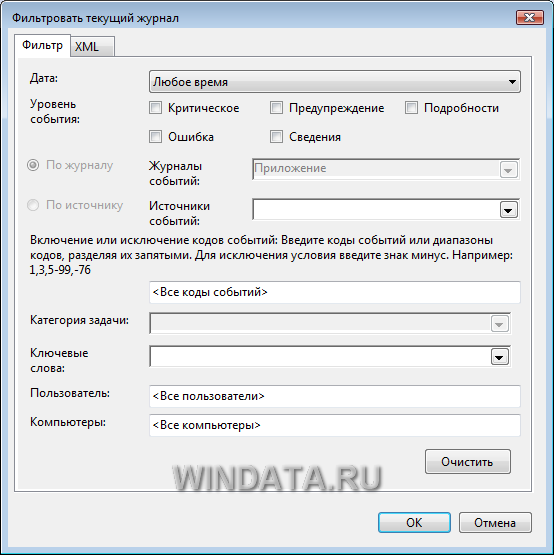 Фильтровать текущий журнал
Фильтр
XML
Дата:
Любое время
Уровень события:
Критическое
Предупреждение
Подробности
Ошибка
Сведения
По журналу
Журналы событий:
Приложение
По источнику
Источники событий:
Включение или исключение кодов событий: Введите коды событий или диапазоны
кодов, разделяя их запятыми. Для исключения условия введите знак минус. Например:
1,3,5-99,-76
<Все коды событий>
Категория задачи:
Ключевые слова:
Пользователь:
<Все пользователи>
Компьютеры:
<Все компьютеры>
Очистить
WINDATA.RU
ОК
Отмена